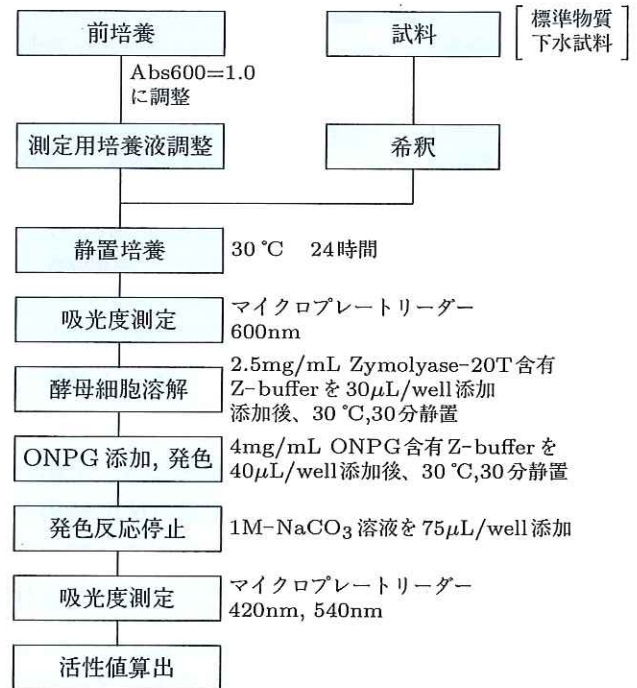 前培養
試料
標準物質
下水試料
Abs600=1.0
に調整
測定用培養液調整
希釈
静置培養
30 ℃ 24時間
吸光度測定
マイクロプレートリーダー
600nm
酵母細胞溶解
2.5mg/mL Zymolyase-20T含有
Z-bufferを30μL/well添加
添加後、30 ℃,30分静置
ONPG 添加, 発色
4mg/mL ONPG含有Z-bufferを
40μL/well添加後、30 ℃,30分静置
発色反応停止
1M-NaCO3 溶液を75μL/well添加
吸光度測定
マイクロプレートリーダー
420nm, 540nm
活性値算出